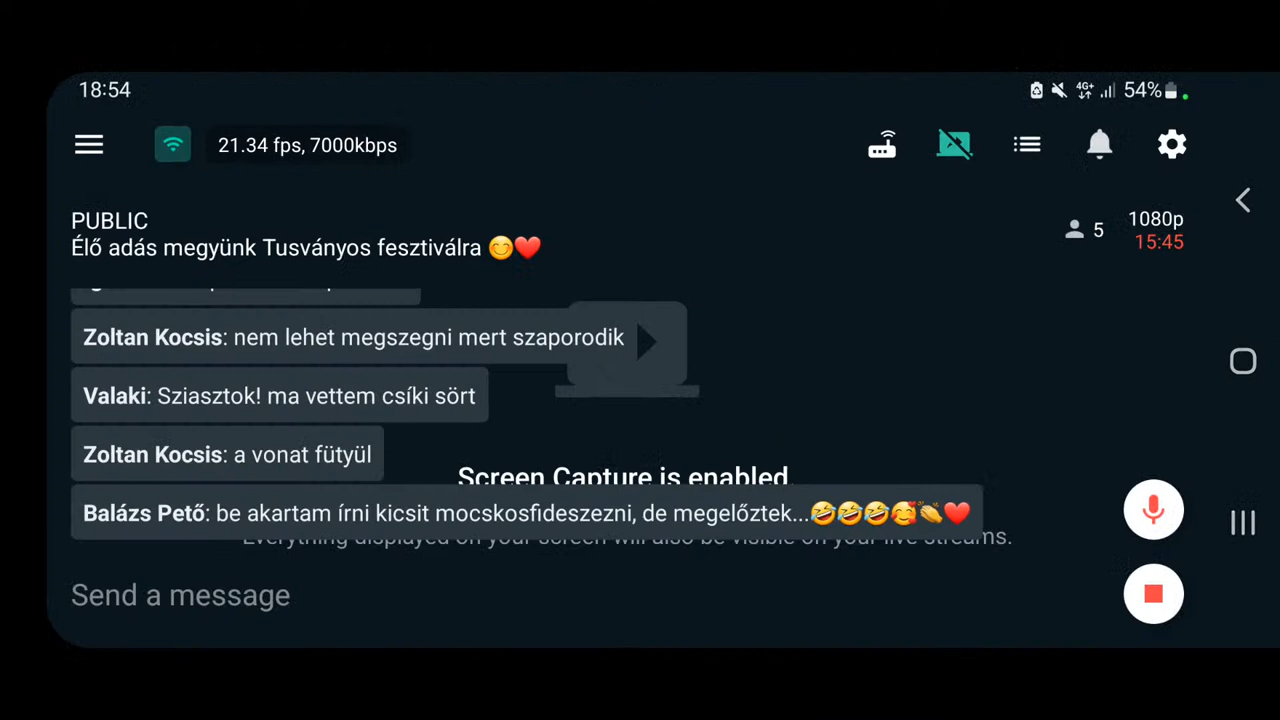 18:54
4G+
54%
21.34 fps, 7000kbps
PUBLIC
Élő adás megyünk Tusványos fesztiválra 😊❤️
5
1080p
15:45
Zoltan Kocsis: nem lehet megszegni mert szaporodik
Valaki: Sziasztok! ma vettem csíki sört
Zoltan Kocsis: a vonat fütyül
Screen Capture is enabled.
Balázs Pető: be akartam írni kicsit mocskosfideszezni, de megelőztek...🤣🤣🤣🥰👏❤️
Everything displayed on your screen will also be visible on your live streams.
Send a message